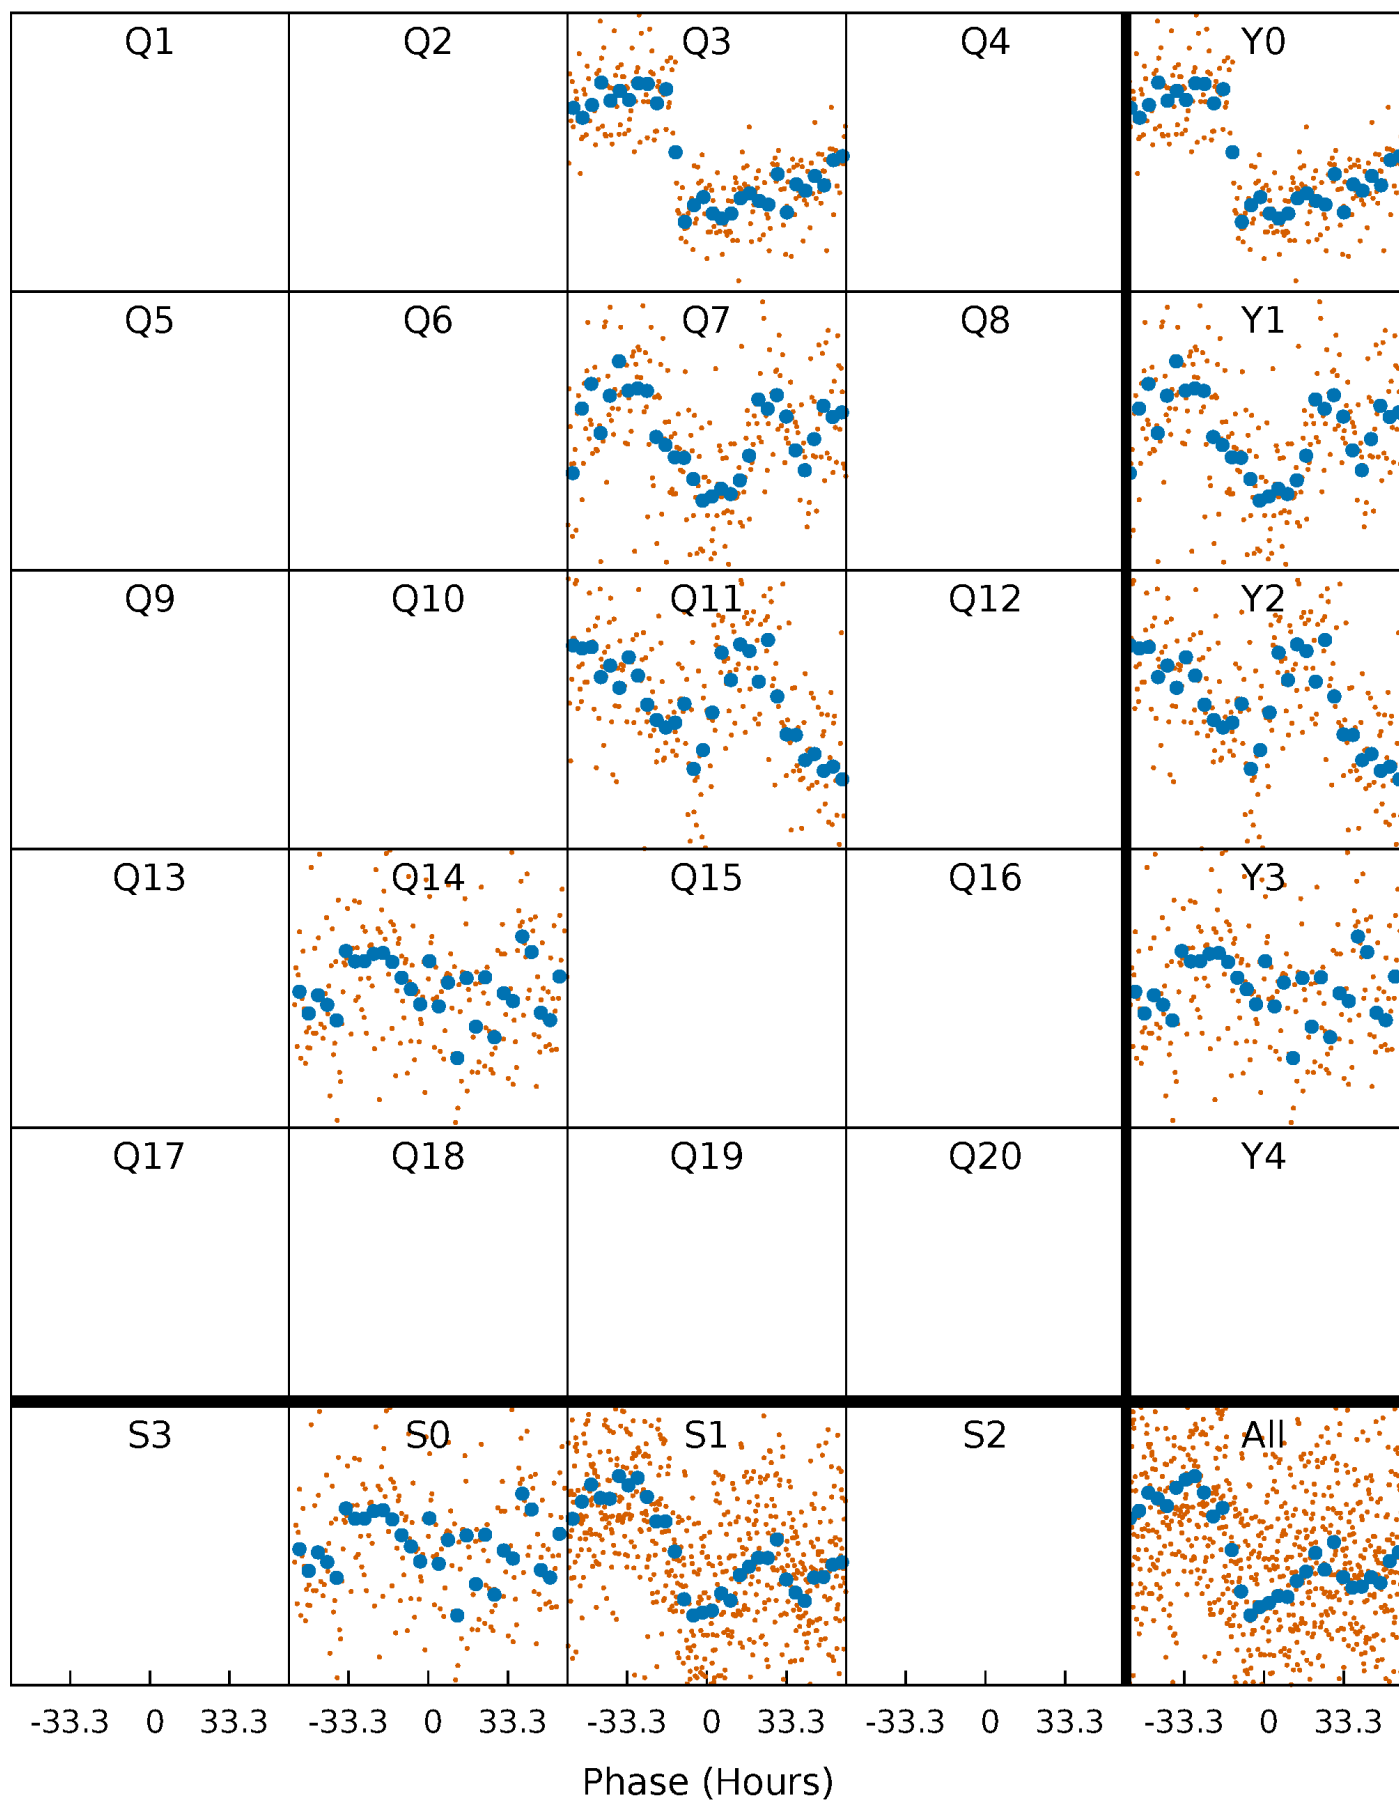 Q1 Q2 Q3 Q4 Y0
Q5 Q6 Q7 Q8 Y1
Q9 Q10 Q11 Q12 Y2
Q13 Q14 Q15 Q16 Y3
Q17 Q18 Q19 Q20 Y4
S3 S0 S1 S2 All
-33.3 0 33.3 -33.3 0 33.3 -33.3 0 33.3 -33.3 0 33.3 -33.3 0 33.3
Phase (Hours)